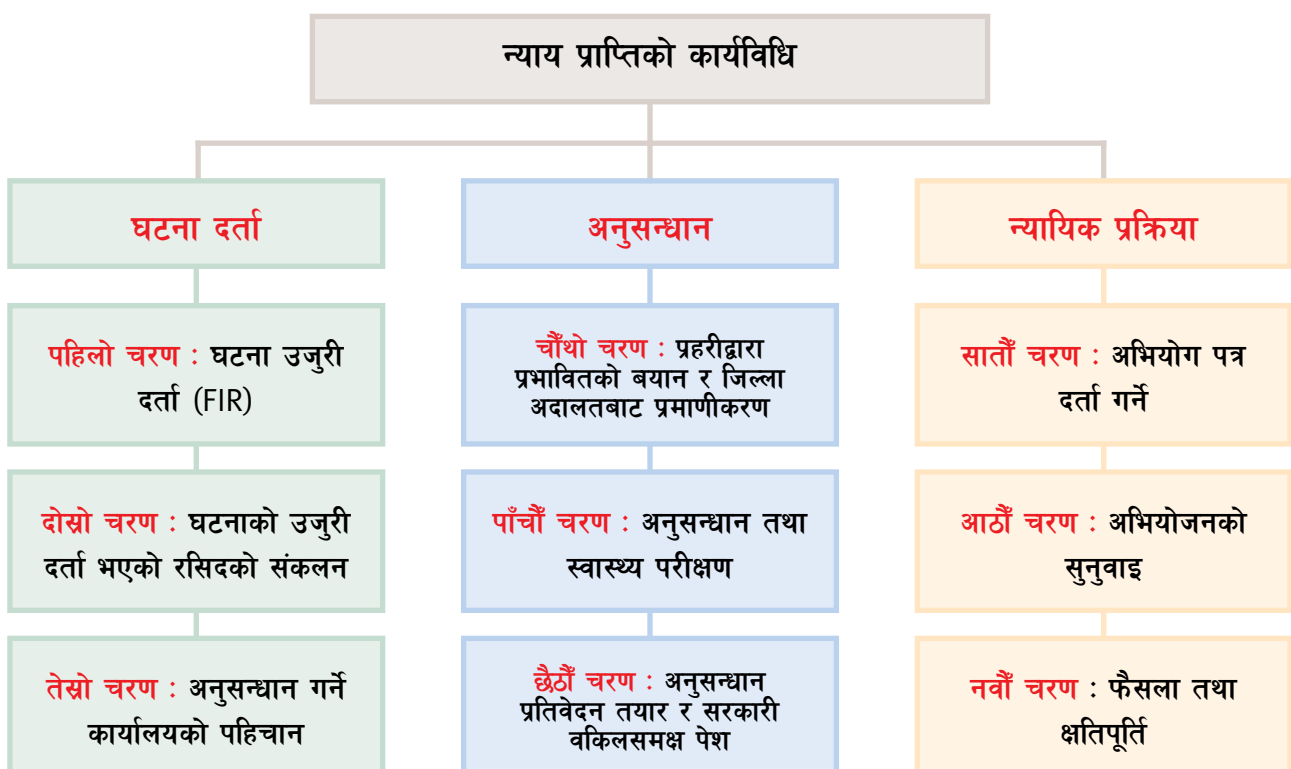 न्याय प्राप्तिको कार्यविधि
घटना दर्ता
पहिलो चरण : घटना उजुरी
दर्ता (FIR)
दोस्रो चरण : घटनाको उजुरी
दर्ता भएको रसिदको संकलन
तेस्रो चरण : अनुसन्धान गर्ने
कार्यालयको पहिचान
अनुसन्धान
चौँथो चरण : प्रहरीद्वारा
प्रभावितको बयान र जिल्ला
अदालतबाट प्रमाणीकरण
पाँचौँ चरण : अनुसन्धान तथा
स्वास्थ्य परीक्षण
छैठौँ चरण : अनुसन्धान
प्रतिवेदन तयार र सरकारी
वकिलसमक्ष पेश
न्यायिक प्रक्रिया
सातौँ चरण : अभियोग पत्र
दर्ता गर्ने
आठौँ चरण : अभियोजनको
सुनुवाइ
नवौँ चरण : फैसला तथा
क्षतिपूर्ति